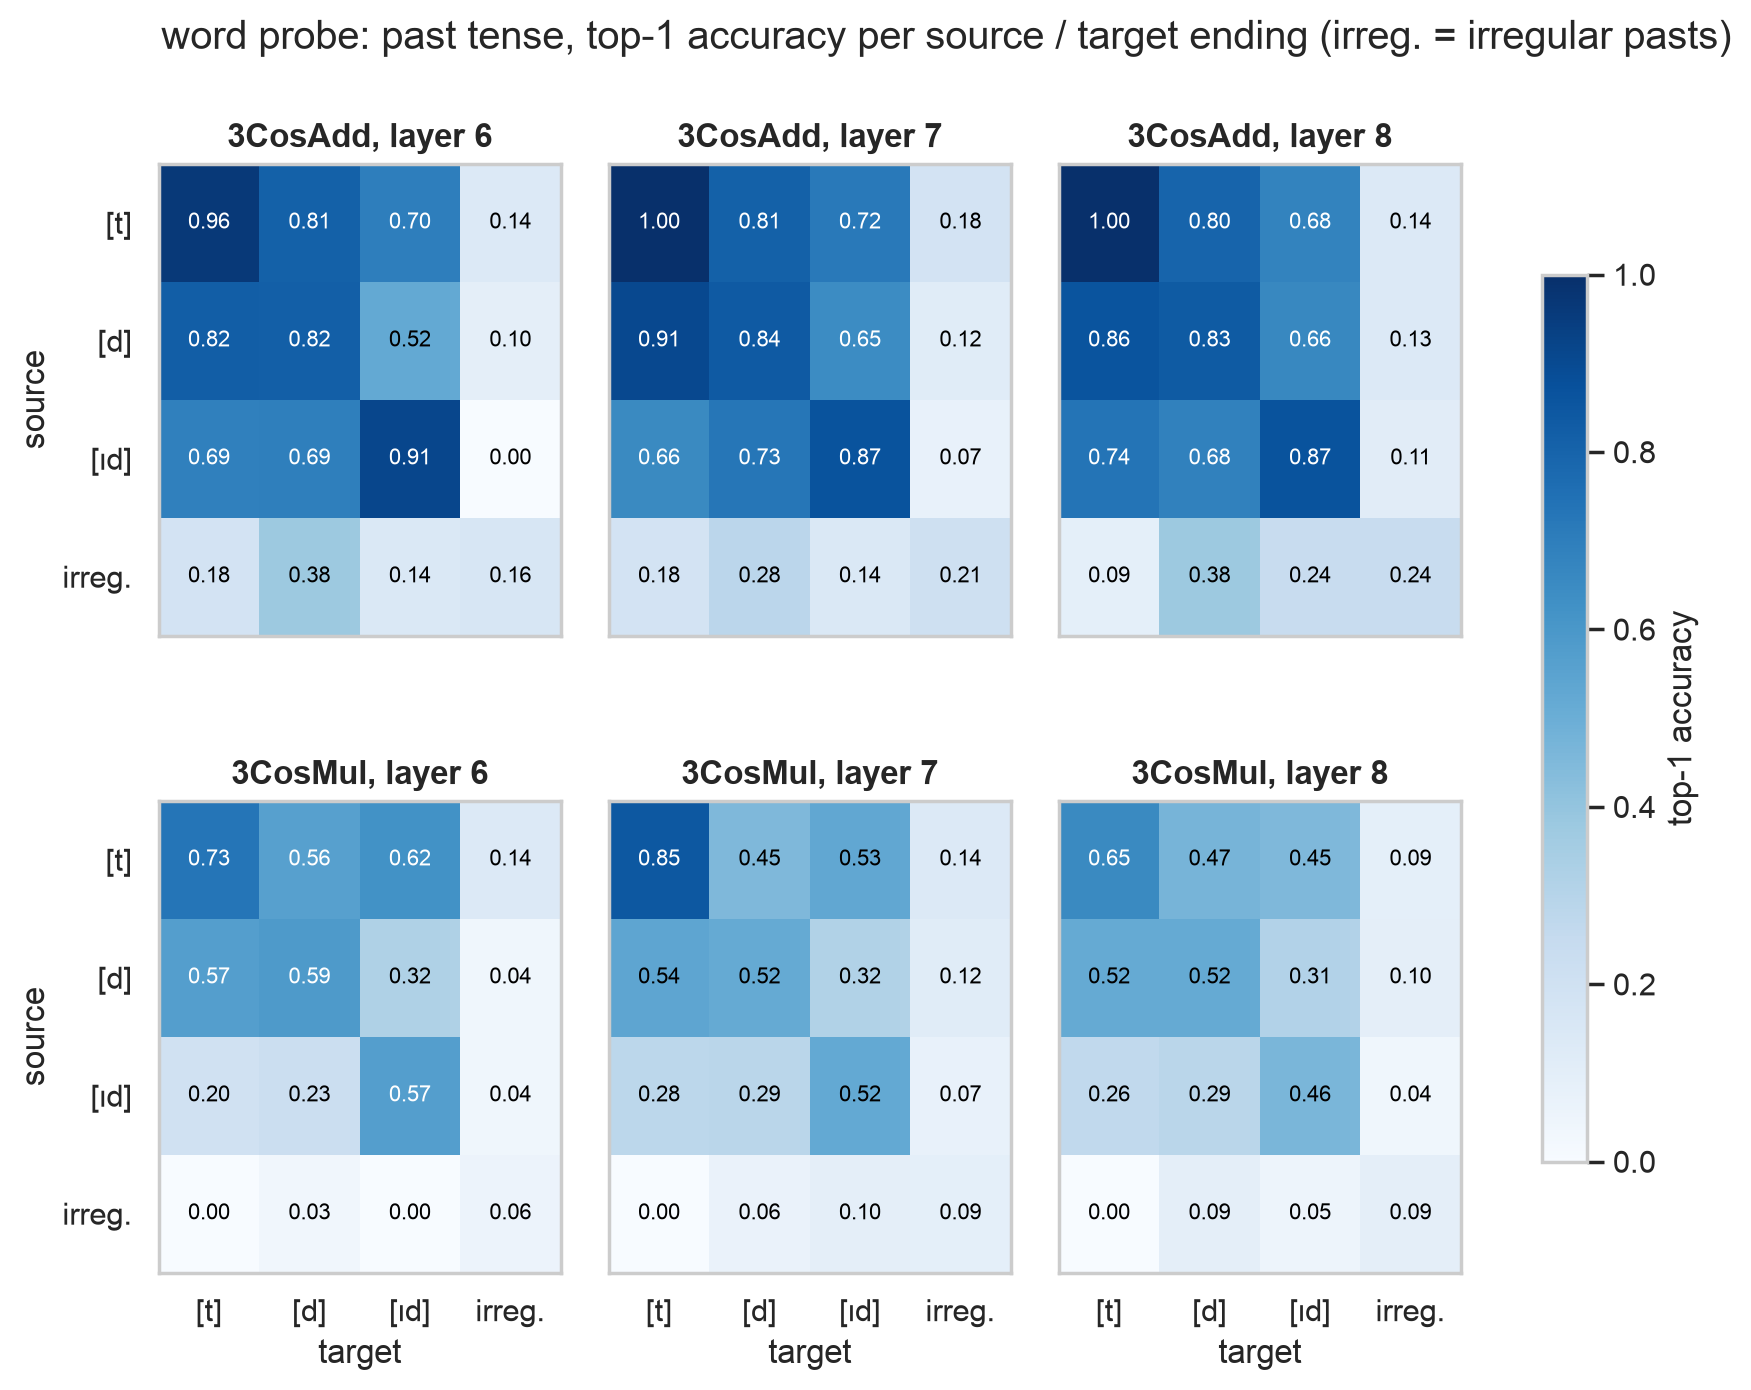 word probe: past tense, top-1 accuracy per source / target ending (irreg. = irregular pasts)
3CosAdd, layer 6
3CosAdd, layer 7
3CosAdd, layer 8
source
[t]
0.96 0.81 0.70 0.14
1.00 0.81 0.72 0.18
1.00 0.80 0.68 0.14
[d]
0.82 0.82 0.52 0.10
0.91 0.84 0.65 0.12
0.86 0.83 0.66 0.13
[ɪd]
0.69 0.69 0.91 0.00
0.66 0.73 0.87 0.07
0.74 0.68 0.87 0.11
irreg.
0.18 0.38 0.14 0.16
0.18 0.28 0.14 0.21
0.09 0.38 0.24 0.24
3CosMul, layer 6
3CosMul, layer 7
3CosMul, layer 8
source
[t]
0.73 0.56 0.62 0.14
0.85 0.45 0.53 0.14
0.65 0.47 0.45 0.09
[d]
0.57 0.59 0.32 0.04
0.54 0.52 0.32 0.12
0.52 0.52 0.31 0.10
[ɪd]
0.20 0.23 0.57 0.04
0.28 0.29 0.52 0.07
0.26 0.29 0.46 0.04
irreg.
0.00 0.03 0.00 0.06
0.00 0.06 0.10 0.09
0.00 0.09 0.05 0.09
[t] [d] [ɪd] irreg.
[t] [d] [ɪd] irreg.
[t] [d] [ɪd] irreg.
target
target
target
1.0
0.8
0.6
0.4
0.2
0.0
top-1 accuracy